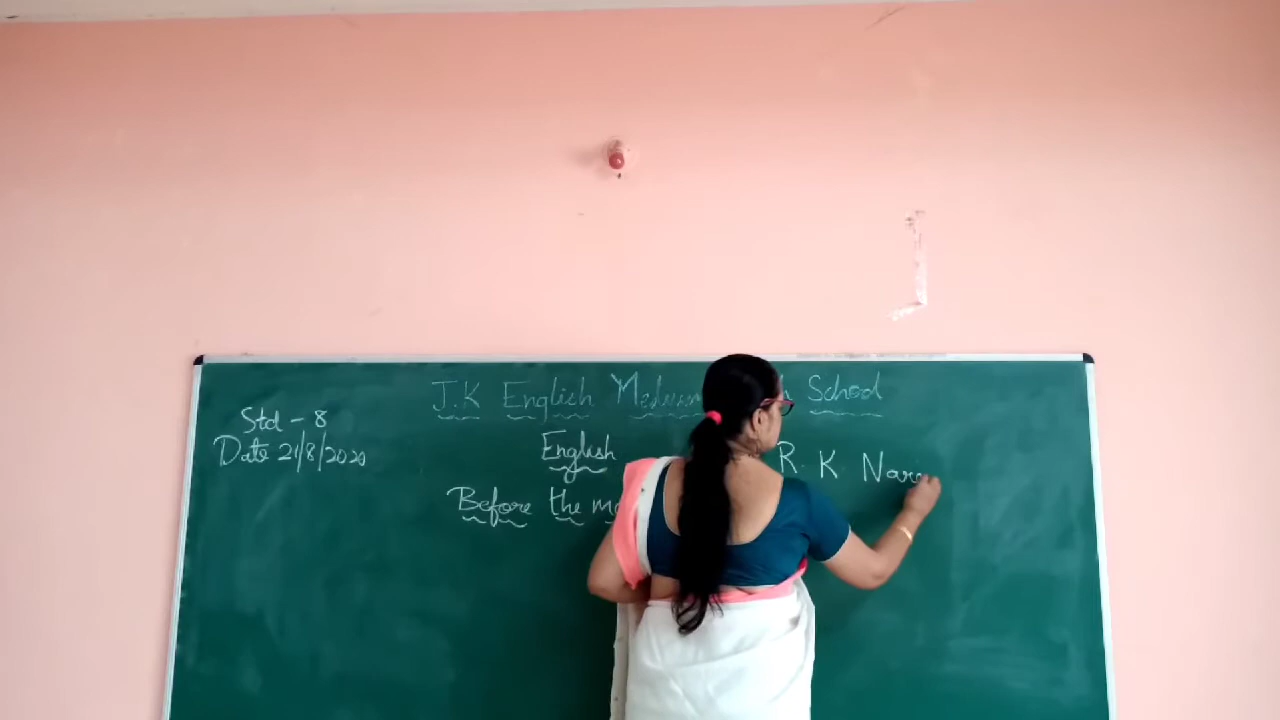 J.K English School
Std - 8
Date 21/8/2020
English
R. K Nar
Before the